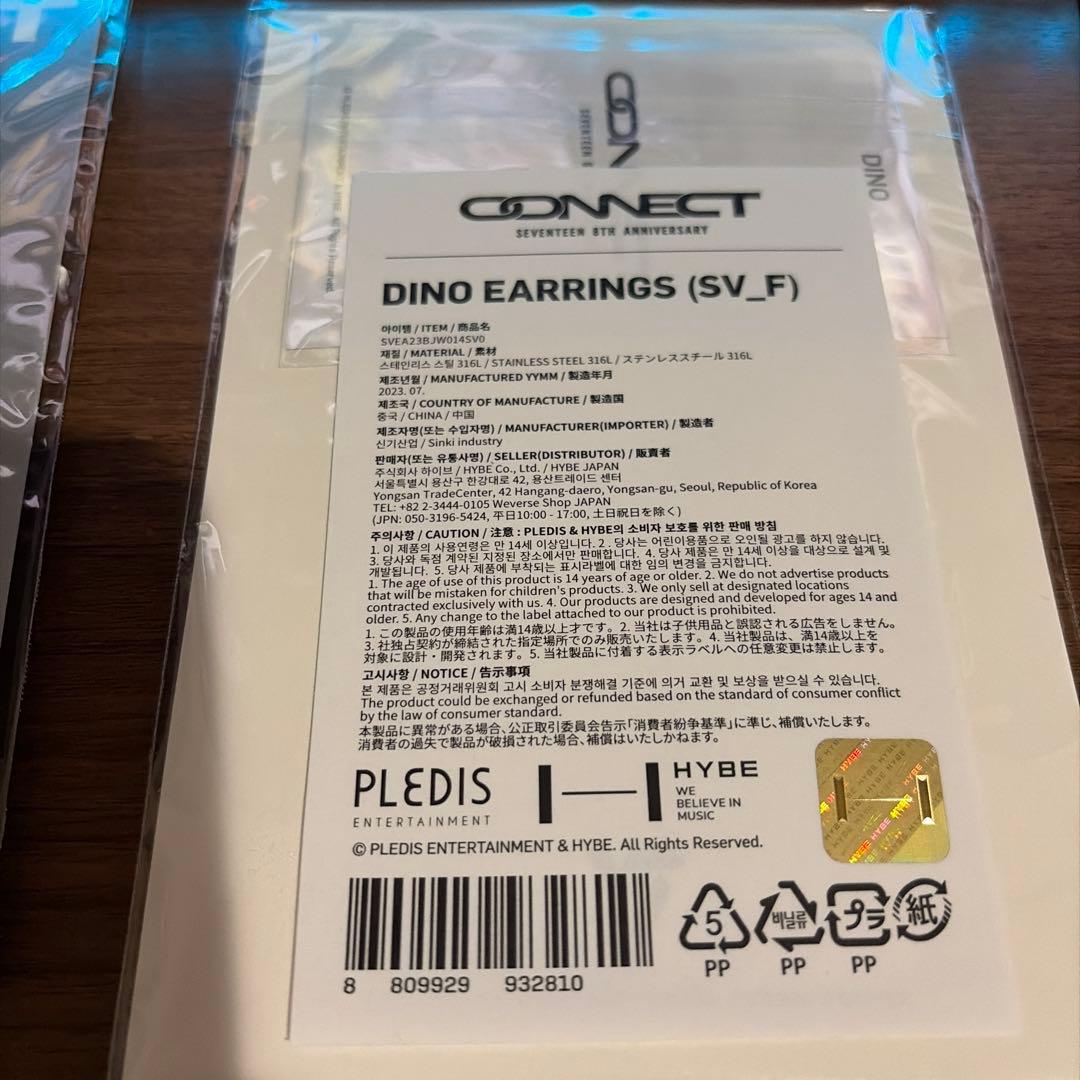 DINO
CONNECT
SEVENTEEN 8TH ANNIVERSARY
DINO EARRINGS (SV_F)
아이템 / ITEM / 商品名
SVEA23BJW014SV0
재질 / MATERIAL / 素材
스테인리스 스틸 316L / STAINLESS STEEL 316L / ステンレススチール 316L
제조년월 / MANUFACTURED YYMM / 製造年月
2023. 07.
제조국 / COUNTRY OF MANUFACTURE / 製造国
중국 / CHINA / 中国
제조자명(또는 수입자명) / MANUFACTURER(IMPORTER) / 製造者
신기산업 / Sinki industry
판매자(또는 유통사명) / SELLER(DISTRIBUTOR) / 販賣者
주식회사 하이브 / HYBE Co., Ltd. / HYBE JAPAN
서울특별시 용산구 한강대로 42, 용산트레이드 센터
Yongsan TradeCenter, 42 Hangang-daero, Yongsan-gu, Seoul, Republic of Korea
TEL: +82 2-3444-0105 Weverse Shop JAPAN
(JPN: 050-3196-5424, 平日10:00 - 17:00, 土日祝日を除く)
주의사항 / CAUTION / 注意 : PLEDIS & HYBE의 소비자 보호를 위한 판매 방침
1. 이 제품의 사용연령은 만 14세 이상입니다. 2 . 당사는 어린이용품으로 오인될 광고를 하지 않습니다.
3. 당사와 독점 계약된 지정된 장소에서만 판매합니다. 4. 당사 제품은 만 14세 이상을 대상으로 설계 및
개발됩니다. 5. 당사 제품에 부착되는 표시라벨에 대한 임의 변경을 금지합니다.
1. The age of use of this product is 14 years of age or older. 2. We do not advertise products
that will be mistaken for children's products. 3. We only sell at designated locations
contracted exclusively with us. 4. Our products are designed and developed for ages 14 and
older. 5. Any change to the label attached to our product is prohibited.
1. この製品の使用年齢は満14歳以上才です。2. 当社は子供用品と誤認される広告をしません。
3. 社独占契約が締結された指定場所でのみ販売いたします。4. 当社製品は、満14歳以上を
対象に設計・開発されます。5. 当社製品に付着する表示ラベルへの任意変更は禁止します。
고시사항 / NOTICE / 告示事項
본 제품은 공정거래위원회 고시 소비자 분쟁해결 기준에 의거 교환 및 보상을 받으실 수 있습니다.
The product could be exchanged or refunded based on the standard of consumer conflict
by the law of consumer standard.
本製品に異常がある場合、公正取引委員会告示「消費者紛争基準」に準じ、補償いたします。
消費者の過失で製品が破損された場合、補償はいたしかねます。
PLEDIS
ENTERTAINMENT
HYBE
WE
BELIEVE IN
MUSIC
© PLEDIS ENTERTAINMENT & HYBE. All Rights Reserved.
8 809929 932810
5 비닐류 プラ 紙
PP PP PP